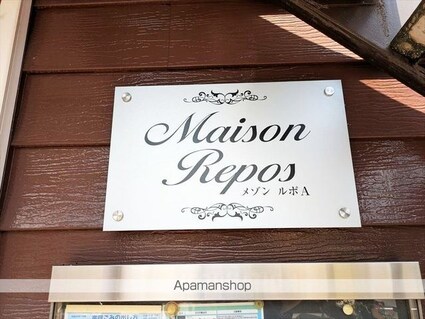 Maison
Repos
メゾン ルポA
Apamanshop